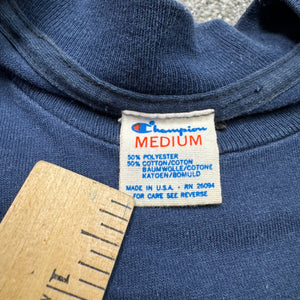 Champion
MEDIUM
50% POLYESTER
50% COTTON/COTON
BAUMWOLLE/COTONE
KATOEN/BOMULD
MADE IN U.S.A. - RN 26094
FOR CARE SEE REVERSE